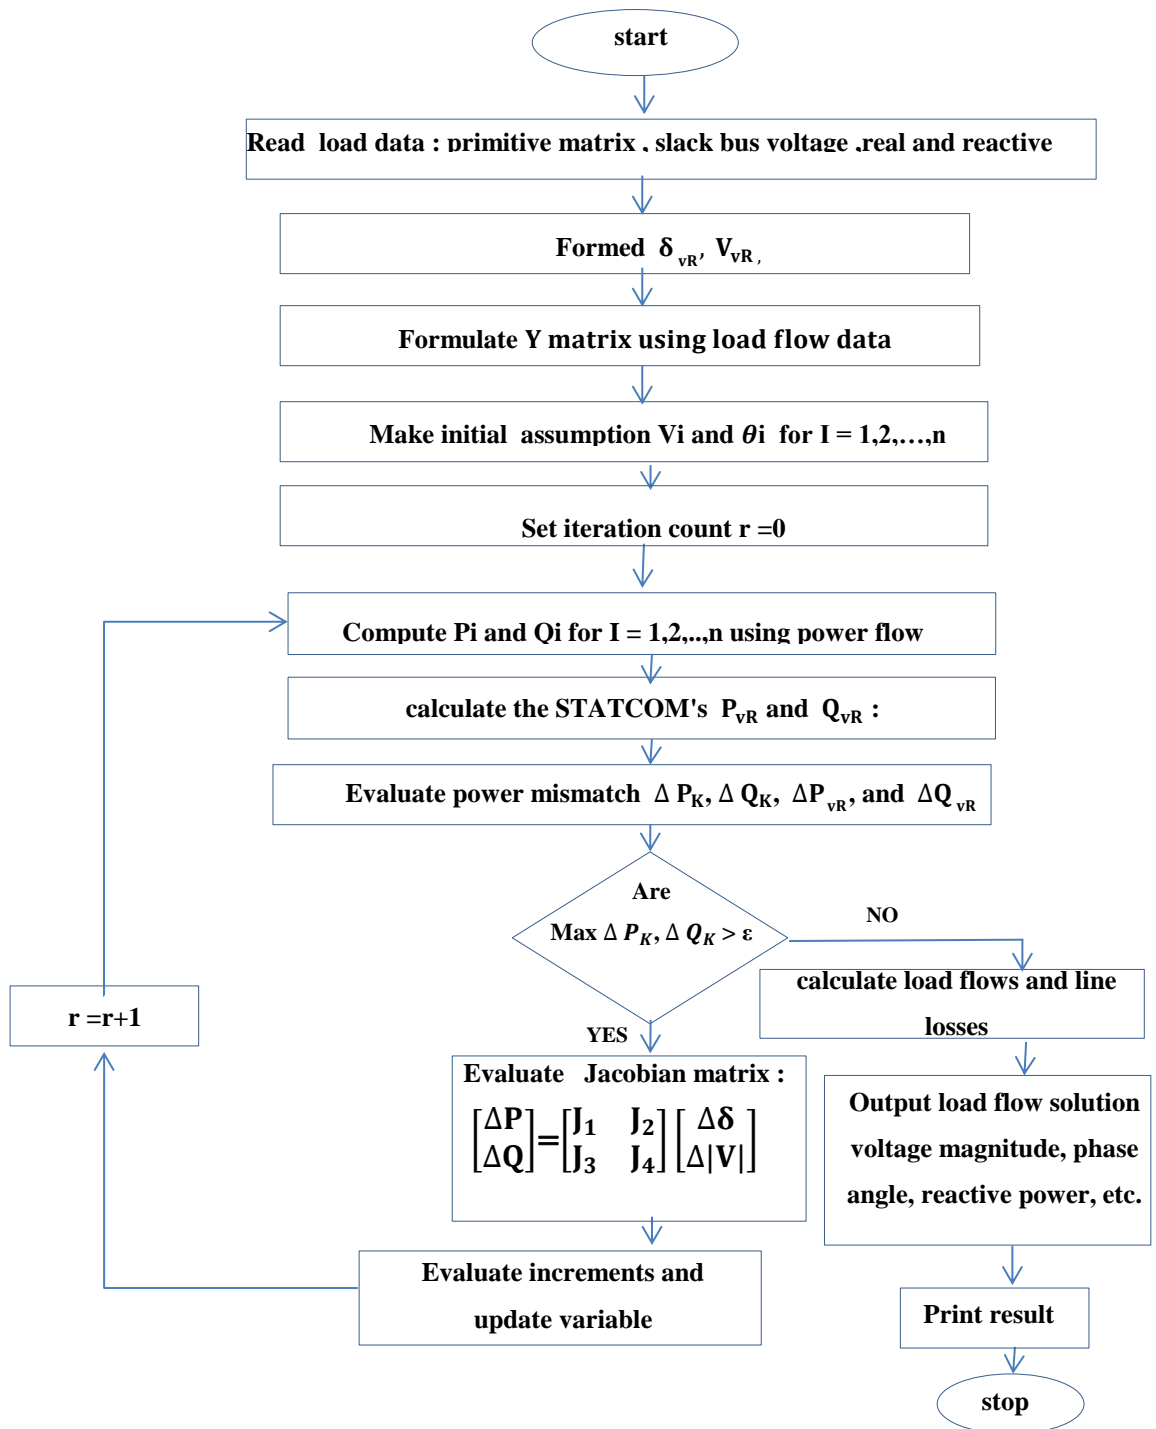 start
Read load data : primitive matrix , slack bus voltage ,real and reactive
Formed δ vR, VvR ,
Formulate Y matrix using load flow data
Make initial assumption Vi and θi for I = 1,2,…,n
Set iteration count r =0
Compute Pi and Qi for I = 1,2,..,n using power flow
calculate the STATCOM's PvR and QvR :
Evaluate power mismatch Δ PK, Δ QK, ΔPvR, and ΔQ vR
Are
Max Δ PK, Δ QK > ε
NO
calculate load flows and line
losses
r =r+1
YES
Evaluate Jacobian matrix :
[ΔP] = [J1 J2] [Δδ]
[ΔQ] [J3 J4] [Δ|V|]
Output load flow solution
voltage magnitude, phase
angle, reactive power, etc.
Evaluate increments and
update variable
Print result
stop